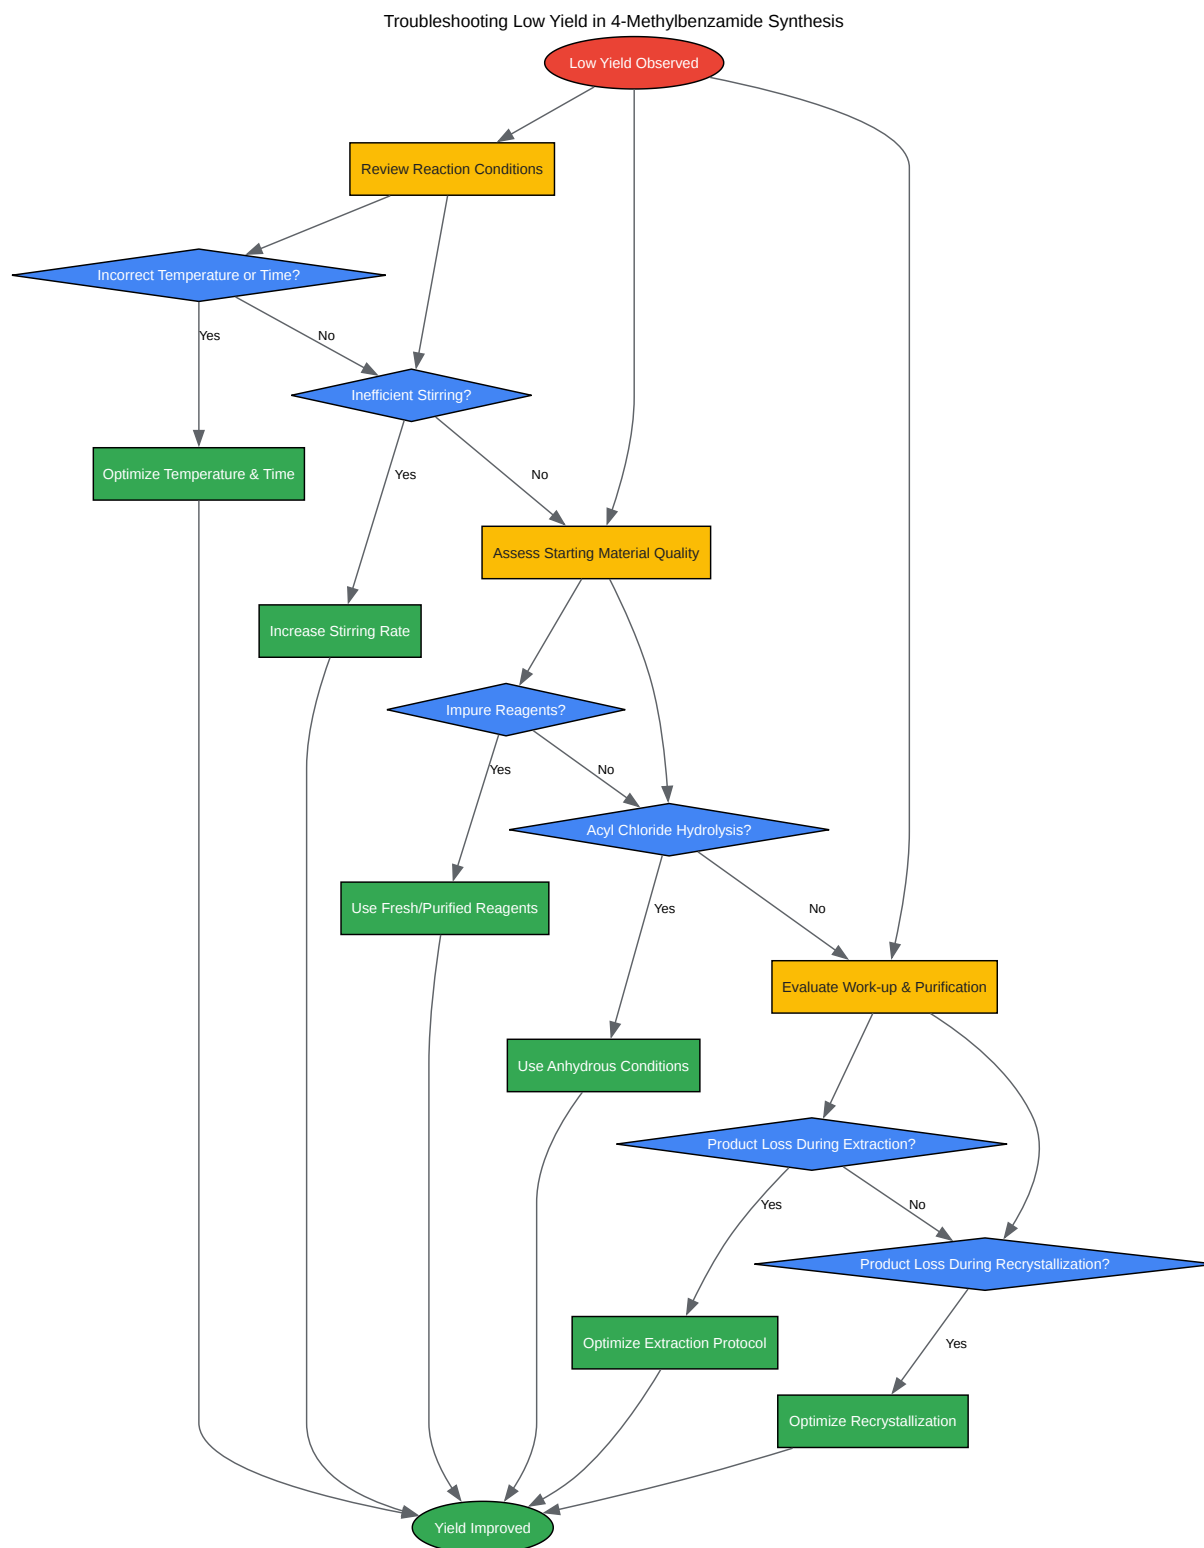 Troubleshooting Low Yield in 4-Methylbenzamide Synthesis
Low Yield Observed
Review Reaction Conditions
Incorrect Temperature or Time?
Yes
No
Inefficient Stirring?
Optimize Temperature & Time
Yes
No
Assess Starting Material Quality
Increase Stirring Rate
Impure Reagents?
Yes
No
Acyl Chloride Hydrolysis?
Use Fresh/Purified Reagents
Yes
No
Evaluate Work-up & Purification
Use Anhydrous Conditions
Product Loss During Extraction?
Yes
No
Product Loss During Recrystallization?
Optimize Extraction Protocol
Yes
Optimize Recrystallization
Yield Improved